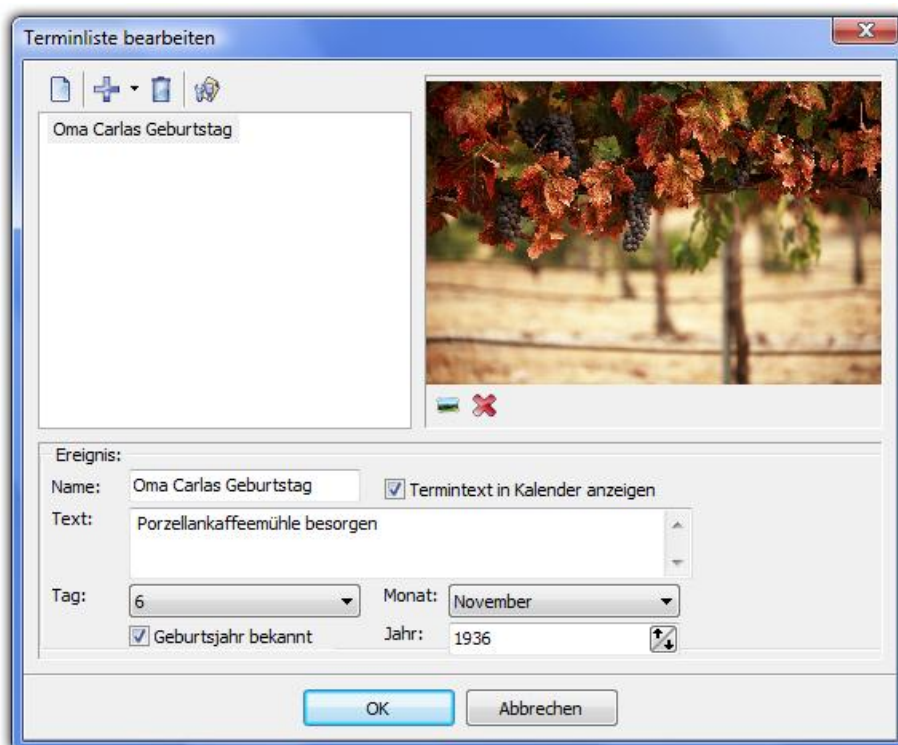 Terminliste bearbeiten
Oma Carlas Geburtstag
Ereignis:
Name: Oma Carlas Geburtstag Termintext in Kalender anzeigen
Text: Porzellankaffeemühle besorgen
Tag: 6 Monat: November
Geburtsjahr bekannt Jahr: 1936
OK Abbrechen